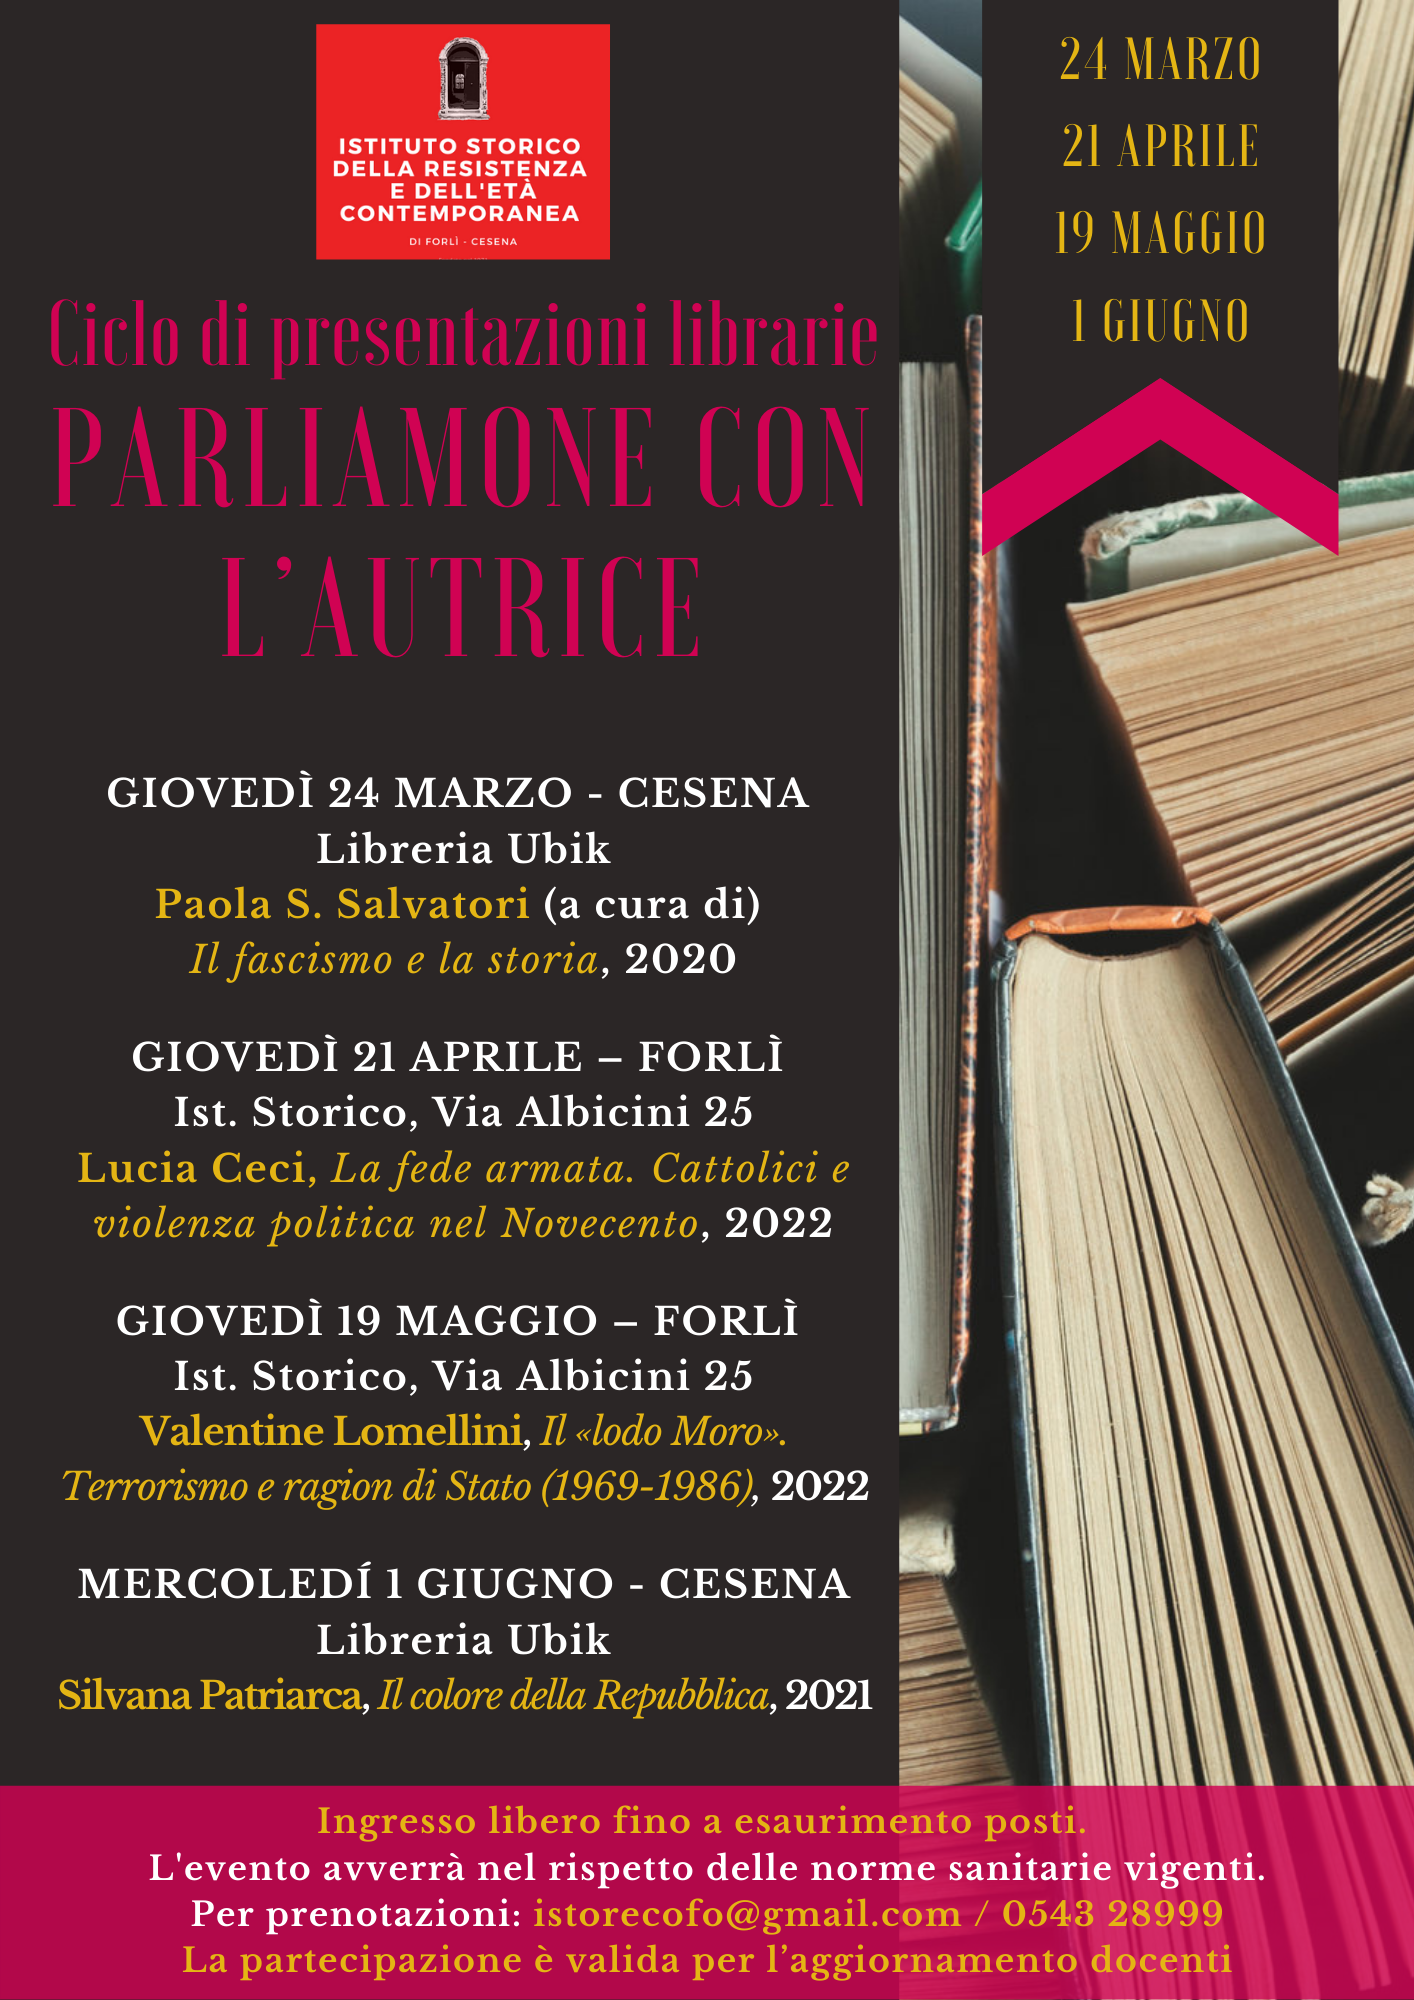 ISTITUTO STORICO
DELLA RESISTENZA
E DELL'ETÀ
CONTEMPORANEA
DI FORLÌ - CESENA
24 MARZO
21 APRILE
19 MAGGIO
1 GIUGNO
Ciclo di presentazioni librarie
PARLIAMONE CON
L’AUTRICE
GIOVEDÌ 24 MARZO - CESENA
Libreria Ubik
Paola S. Salvatori (a cura di)
Il fascismo e la storia, 2020
GIOVEDÌ 21 APRILE – FORLÌ
Ist. Storico, Via Albicini 25
Lucia Ceci, La fede armata. Cattolici e
violenza politica nel Novecento, 2022
GIOVEDÌ 19 MAGGIO – FORLÌ
Ist. Storico, Via Albicini 25
Valentine Lomellini, Il «lodo Moro».
Terrorismo e ragion di Stato (1969-1986), 2022
MERCOLEDÍ 1 GIUGNO - CESENA
Libreria Ubik
Silvana Patriarca, Il colore della Repubblica, 2021
Ingresso libero fino a esaurimento posti.
L'evento avverrà nel rispetto delle norme sanitarie vigenti.
Per prenotazioni: istorecofo@gmail.com / 0543 28999
La partecipazione è valida per l’aggiornamento docenti